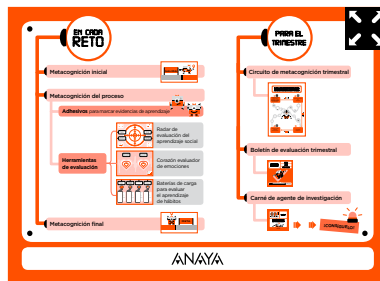 EN CADA
RETO
Metacognición inicial
Metacognición del proceso
Adhesivos para marcar evidencias de aprendizaje
Herramientas
de evaluación
Radar de
evaluación del
aprendizaje social
Corazón evaluador
de emociones
Baterías de carga
para evaluar
el aprendizaje
de hábitos
Metacognición final
PARA EL
TRIMESTRE
Circuito de metacognición trimestral
Boletín de evaluación trimestral
Carné de agente de investigación
¡CONSÍGUELO!
ANAYA